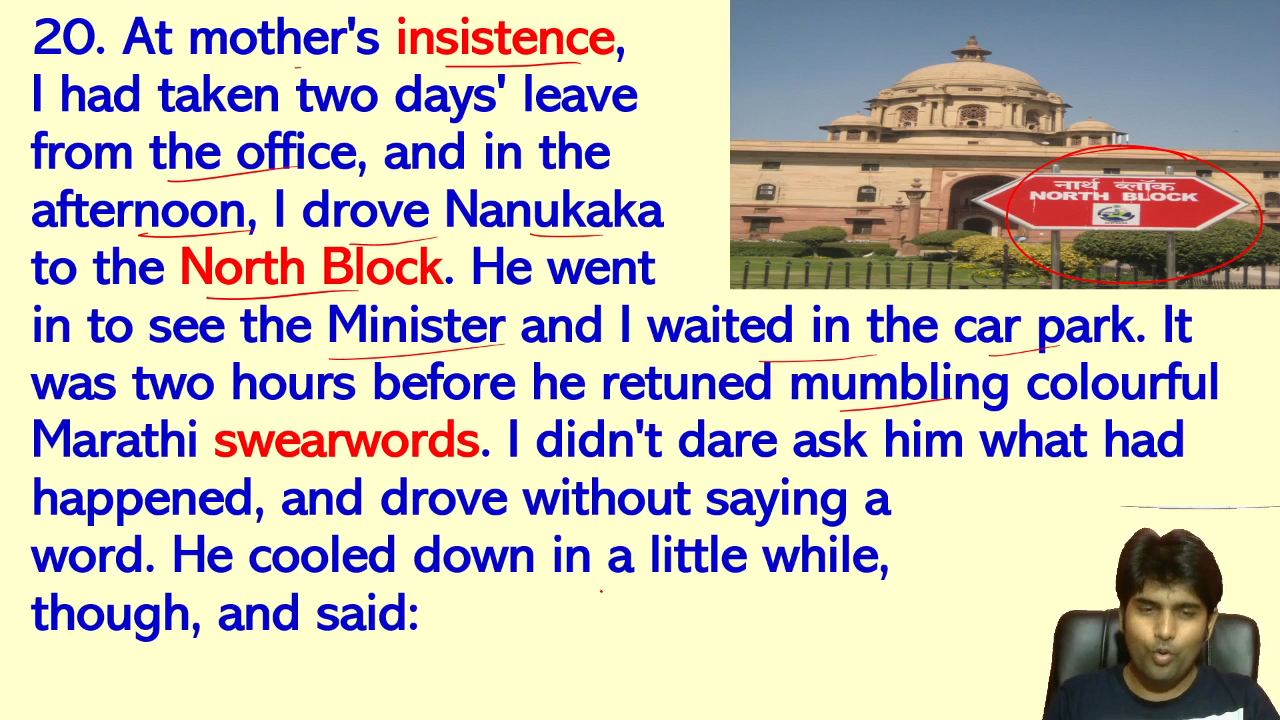 20. At mother's insistence,
I had taken two days' leave
from the office, and in the
afternoon, I drove Nanukaka
to the North Block. He went
in to see the Minister and I waited in the car park. It
was two hours before he retuned mumbling colourful
Marathi swearwords. I didn't dare ask him what had
happened, and drove without saying a
word. He cooled down in a little while,
though, and said:
नार्थ ब्लॉक
NORTH BLOCK